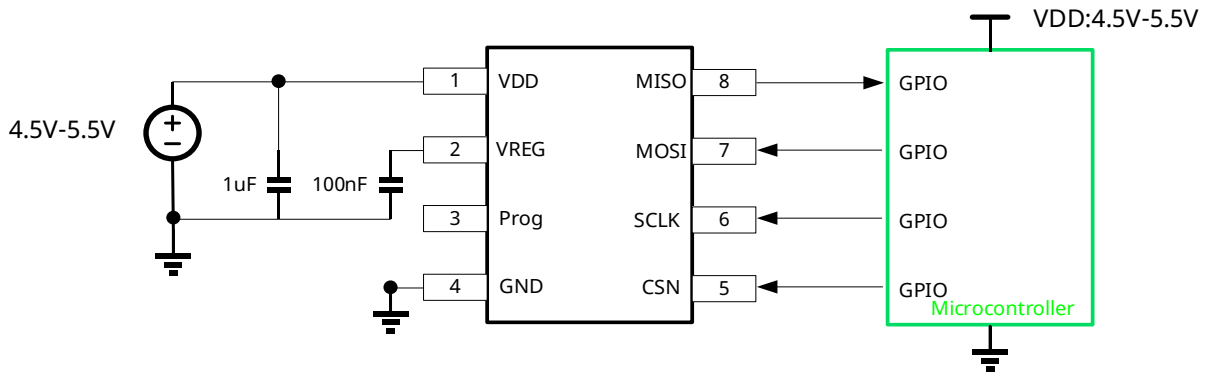 VDD:4.5V-5.5V
1 VDD MISO 8 GPIO
4.5V-5.5V
2 VREG MOSI 7 GPIO
1uF 100nF
3 Prog SCLK 6 GPIO
4 GND CSN 5 GPIO
Microcontroller